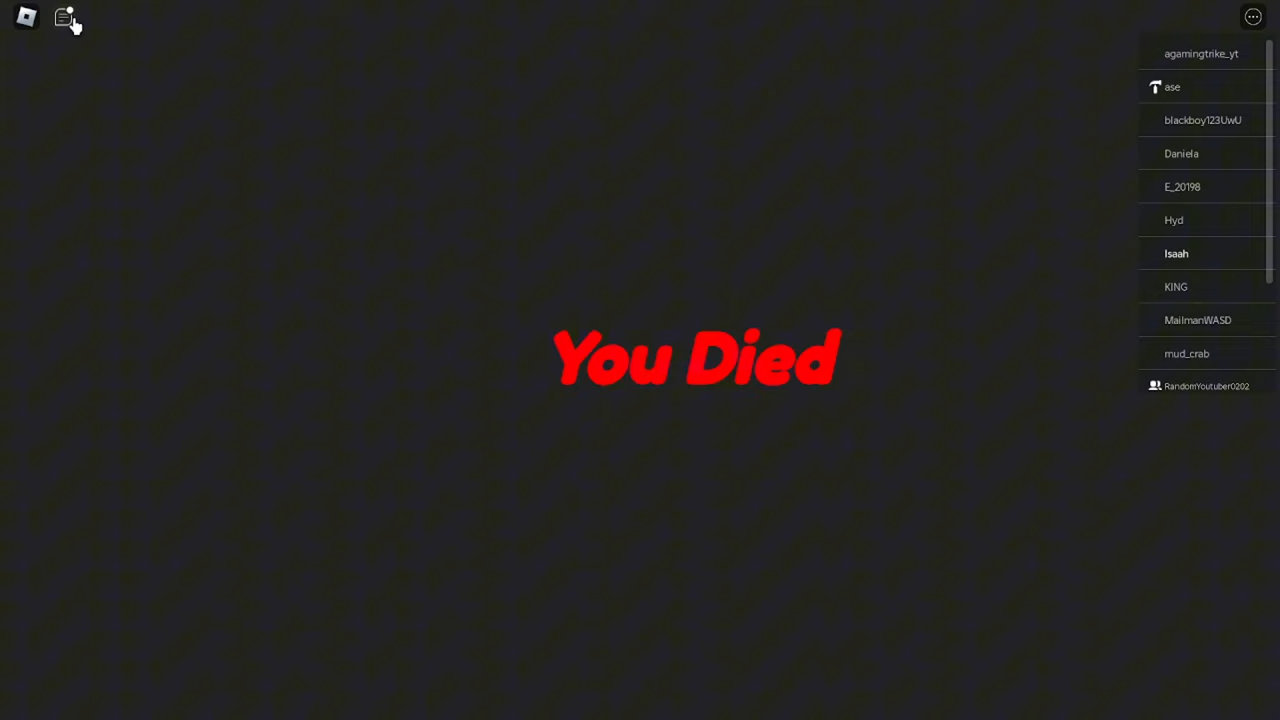 agamingtrike_yt
ase
blackboy123UwU
Daniela
E_20198
Hyd
Isaah
KING
MailmanWASD
mud_crab
RandomYoutuber0202
You Died